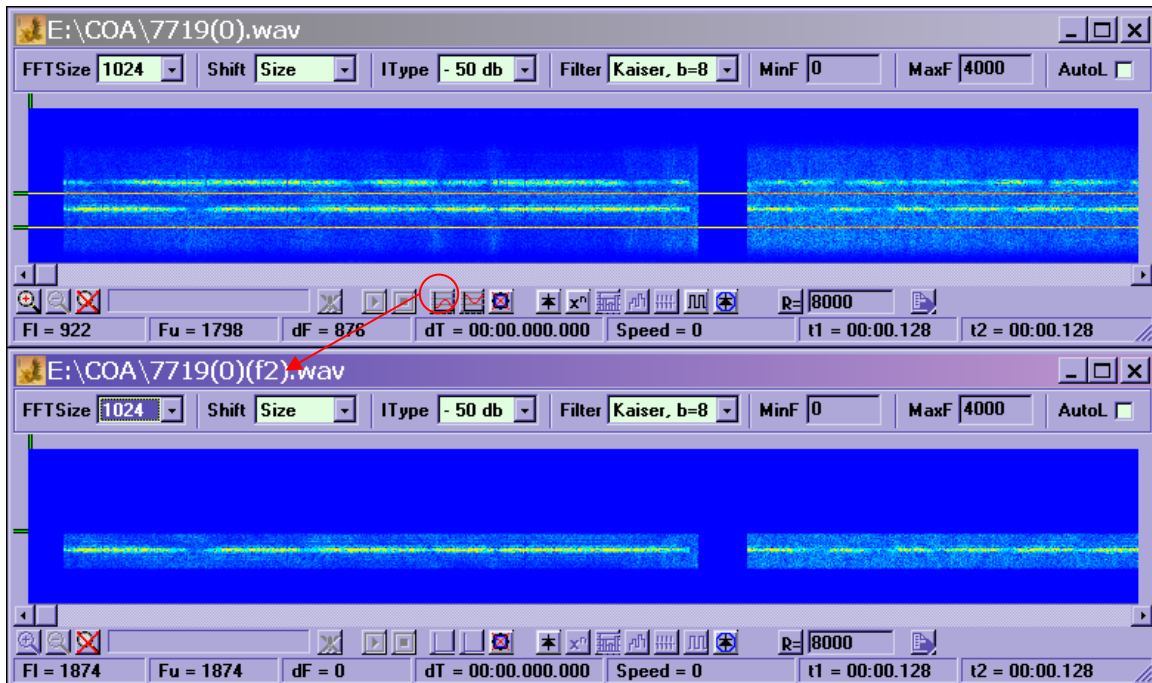 E:\COA\7719(0).wav
FFTSize 1024 Shift Size IType - 50 db Filter Kaiser, b=8 MinF 0 MaxF 4000 AutoL
xⁿ R= 8000
Fl = 922 Fu = 1798 dF = 876 dT = 00:00.000.000 Speed = 0 t1 = 00:00.128 t2 = 00:00.128
E:\COA\7719(0)(f2).wav
FFTSize 1024 Shift Size IType - 50 db Filter Kaiser, b=8 MinF 0 MaxF 4000 AutoL
xⁿ R= 8000
Fl = 1874 Fu = 1874 dF = 0 dT = 00:00.000.000 Speed = 0 t1 = 00:00.128 t2 = 00:00.128